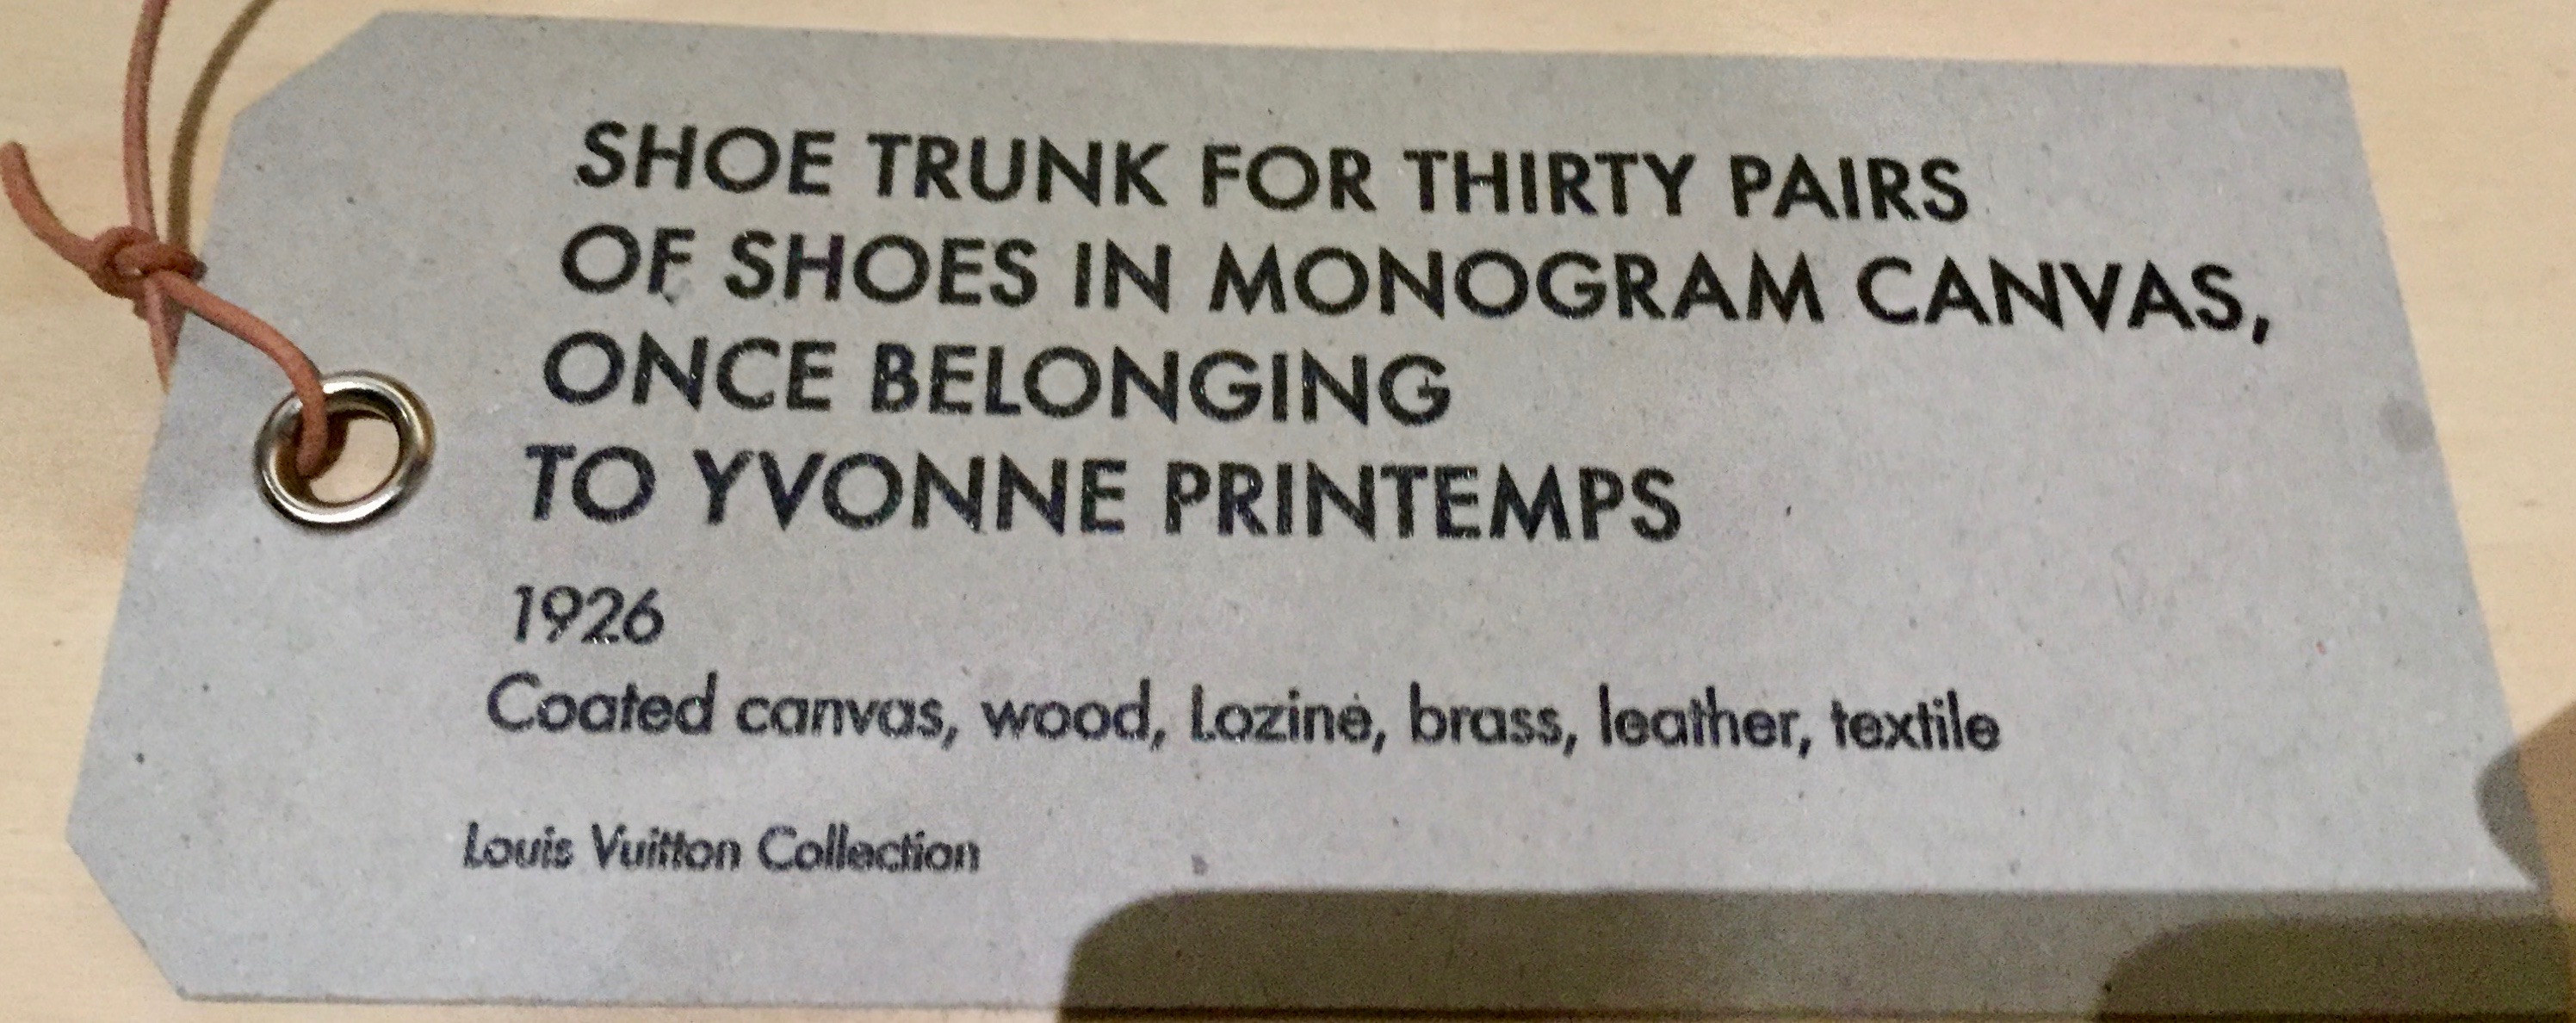 SHOE TRUNK FOR THIRTY PAIRS
OF SHOES IN MONOGRAM CANVAS,
ONCE BELONGING
TO YVONNE PRINTEMPS
1926
Coated canvas, wood, Lozine, brass, leather, textile
Louis Vuitton Collection